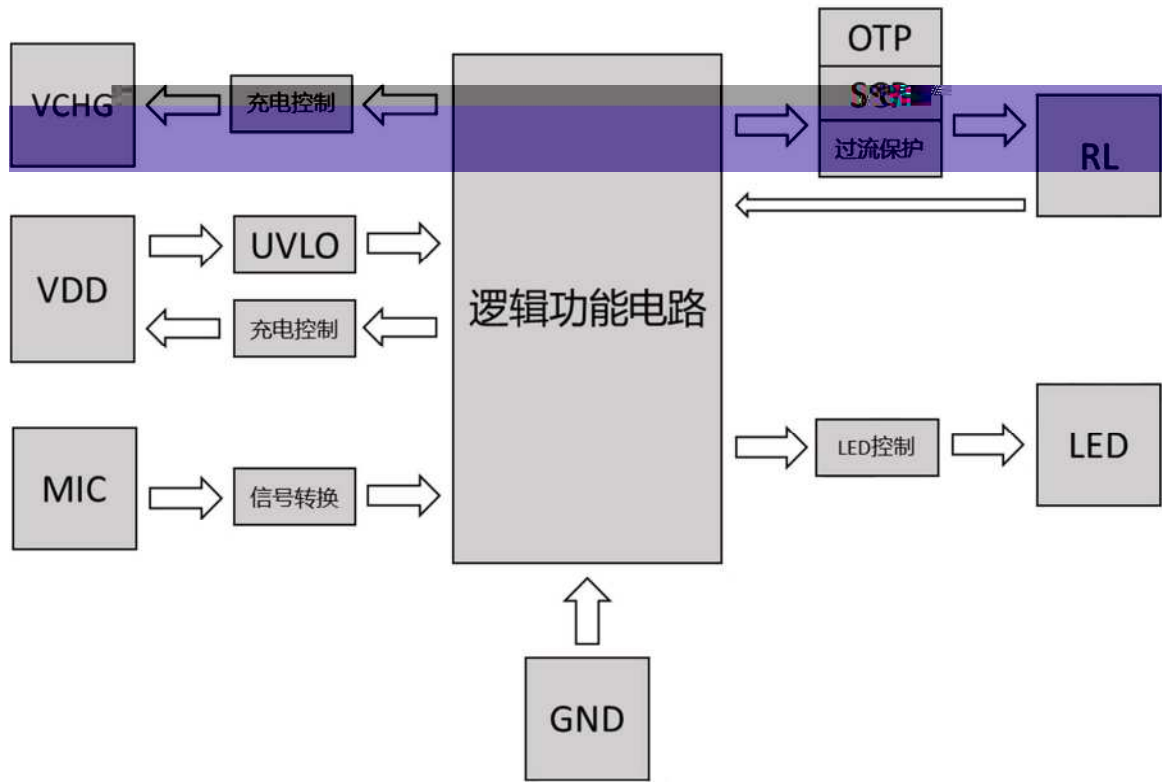 OTP
VCHG
充电控制
过流保护
RL
VDD
UVLO
充电控制
逻辑功能电路
MIC
信号转换
LED控制
LED
GND